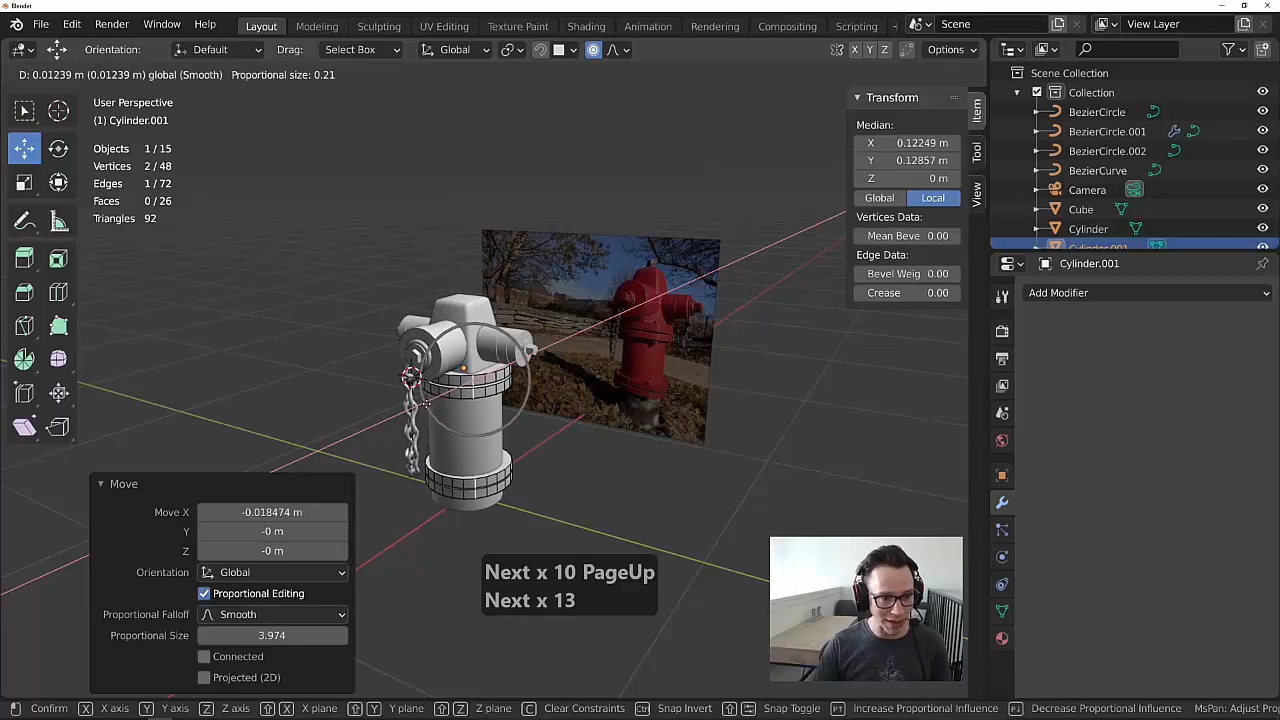 Blender
File Edit Render Window Help Layout Modeling Sculpting UV Editing Texture Paint Shading Animation Rendering Compositing Scripting + Scene View Layer
Orientation: Default Drag: Select Box Global X Y Z Options
D: 0.01239 m (0.01239 m) global (Smooth) Proportional size: 0.21
User Perspective
(1) Cylinder.001
Objects 1/15
Vertices 2/48
Edges 1/72
Faces 0/26
Triangles 92
Transform
Median:
X 0.12249 m
Y 0.12857 m
Z 0 m
Global Local
Vertices Data:
Mean Beve 0.00
Edge Data:
Bevel Weig 0.00
Crease 0.00
Item
Tool
View
Scene Collection
Collection
BezierCircle
BezierCircle.001
BezierCircle.002
BezierCurve
Camera
Cube
Cylinder
Cylinder.001
Cylinder.001
Add Modifier
Move
Move X -0.018474 m
Y -0 m
Z -0 m
Orientation Global
Proportional Editing
Proportional Falloff Smooth
Proportional Size 3.974
Connected
Projected (2D)
Next x 10 PageUp
Next x 13
Confirm X X axis Y Y axis Z Z axis X X plane Y Y plane Z Z plane C Clear Constraints Snap Invert Snap Toggle Increase Proportional Influence Decrease Proportional Influence MsPan: Adjust Pro